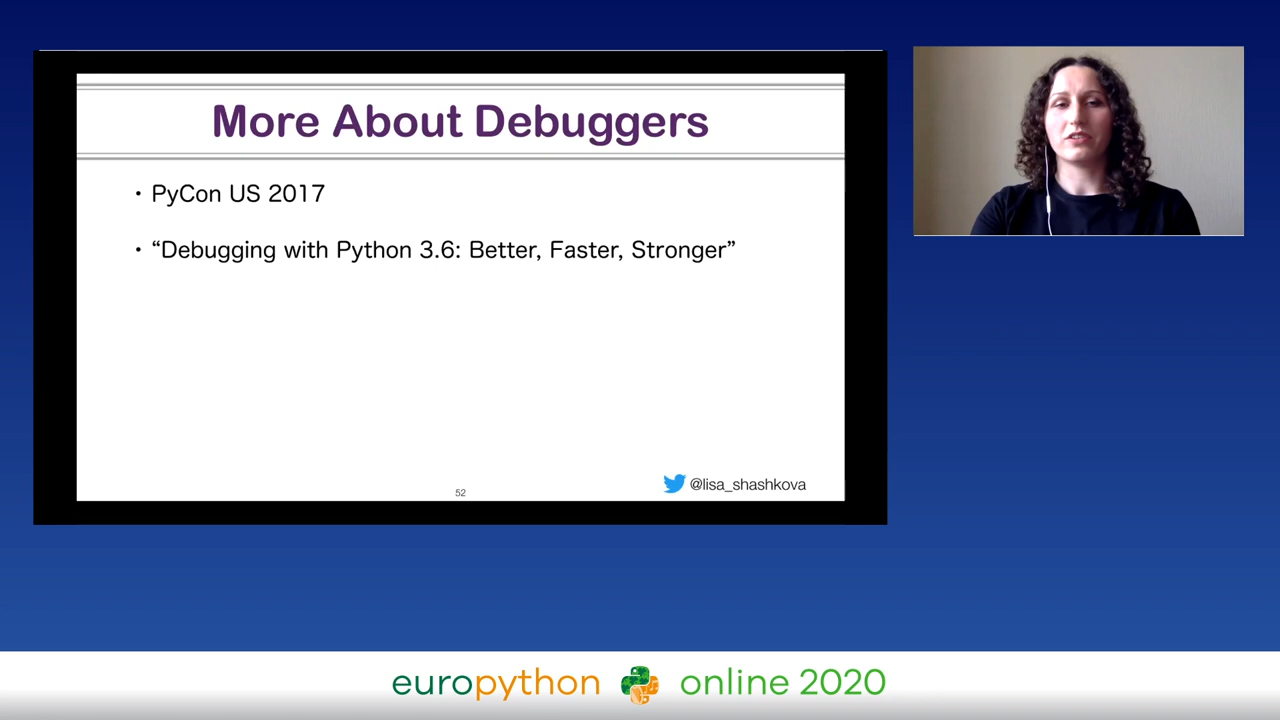 More About Debuggers
• PyCon US 2017
• “Debugging with Python 3.6: Better, Faster, Stronger”
52
@lisa_shashkova
europython online 2020